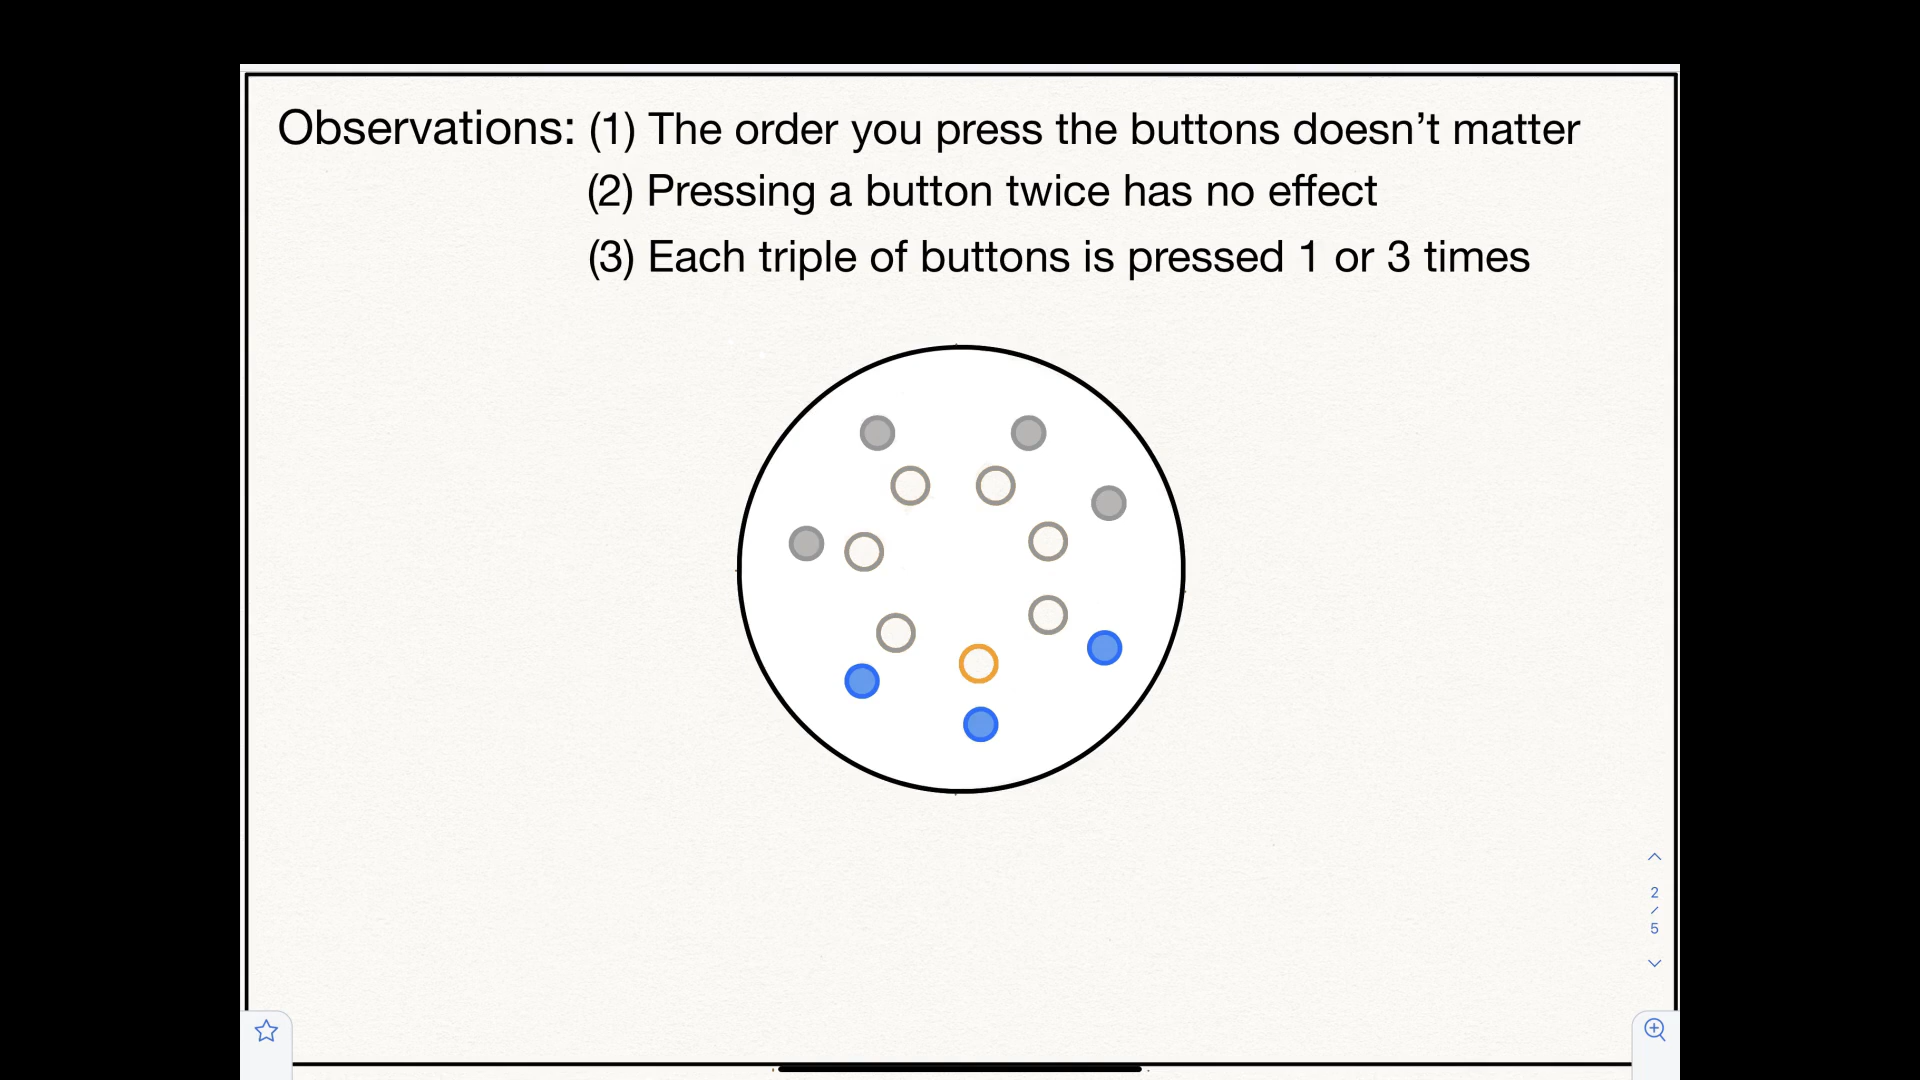 Observations: (1) The order you press the buttons doesn’t matter
(2) Pressing a button twice has no effect
(3) Each triple of buttons is pressed 1 or 3 times
2
/
5